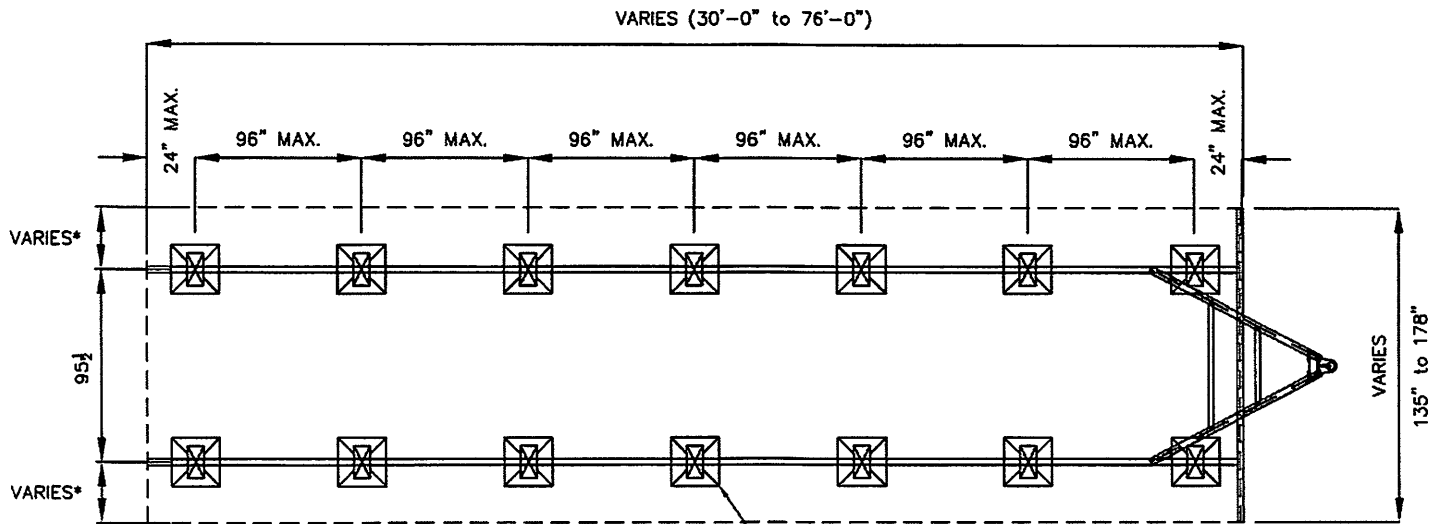 VARIES (30'-0" to 76'-0")
24" MAX.
96" MAX.
96" MAX.
96" MAX.
96" MAX.
96" MAX.
96" MAX.
24" MAX.
VARIES*
95½
VARIES*
VARIES
135" to 178"